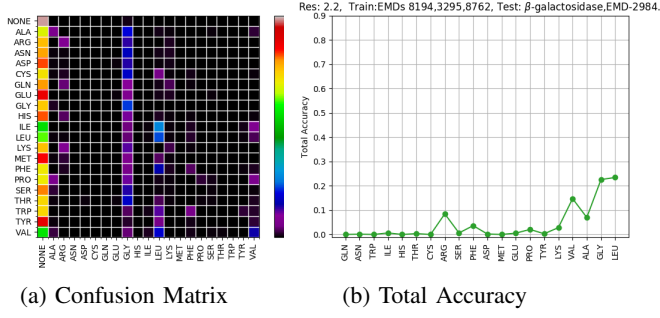 Res: 2.2, Train:EMDs 8194,3295,8762, Test: β-galactosidase,EMD-2984.
NONE
ALA
ARG
ASN
ASP
CYS
GLN
GLU
GLY
HIS
ILE
LEU
LYS
MET
PHE
PRO
SER
THR
TRP
TYR
VAL
NONE ALA ARG ASN ASP CYS GLN GLU GLY HIS ILE LEU LYS MET PHE PRO SER THR TRP TYR VAL
Total Accuracy
0.9
0.8
0.7
0.6
0.5
0.4
0.3
0.2
0.1
0.0
GLN ASN TRP ILE HIS THR CYS ARG SER PHE ASP MET GLU PRO TYR LYS VAL ALA GLY LEU
(a) Confusion Matrix
(b) Total Accuracy